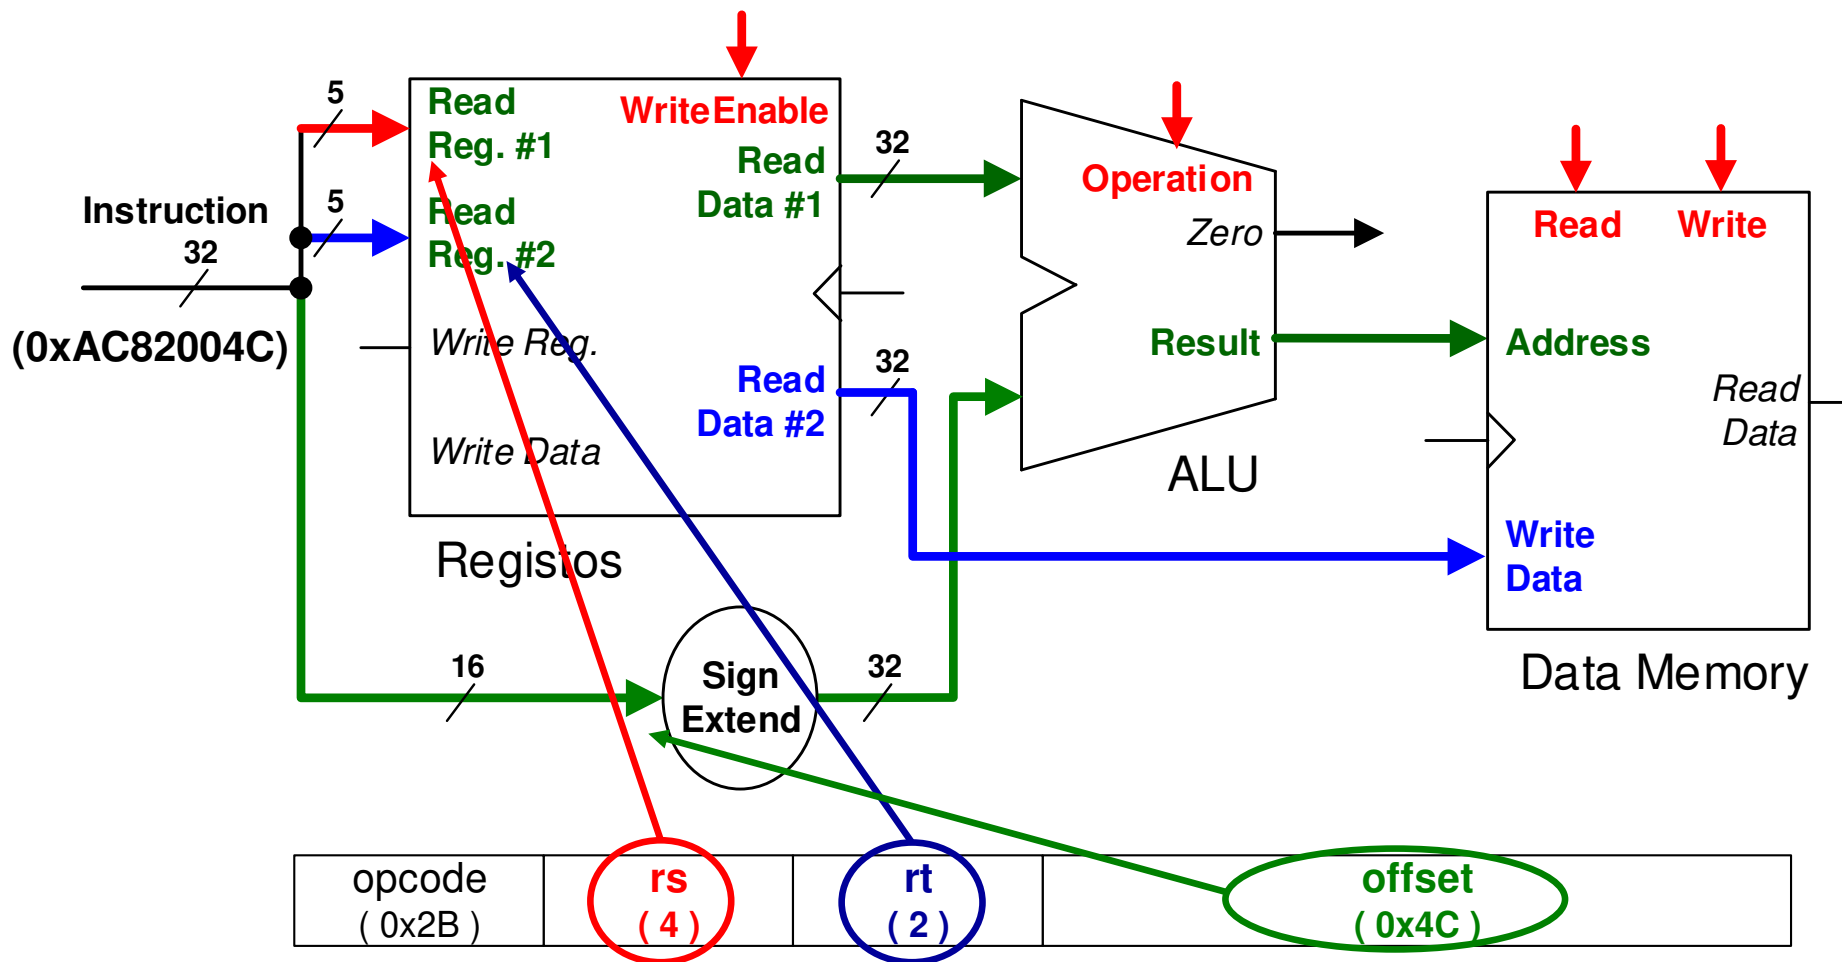 5
Read
Reg. #1
WriteEnable
Read
Data #1
32
Operation
Zero
Read
Write
Instruction
32
(0xAC82004C)
5
Read
Reg. #2
Write Reg.
Write Data
Read
Data #2
32
Result
Address
Read
Data
ALU
Write
Data
Registos
Data Memory
16
Sign
Extend
32
opcode
( 0x2B )
rs
( 4 )
rt
( 2 )
offset
( 0x4C )